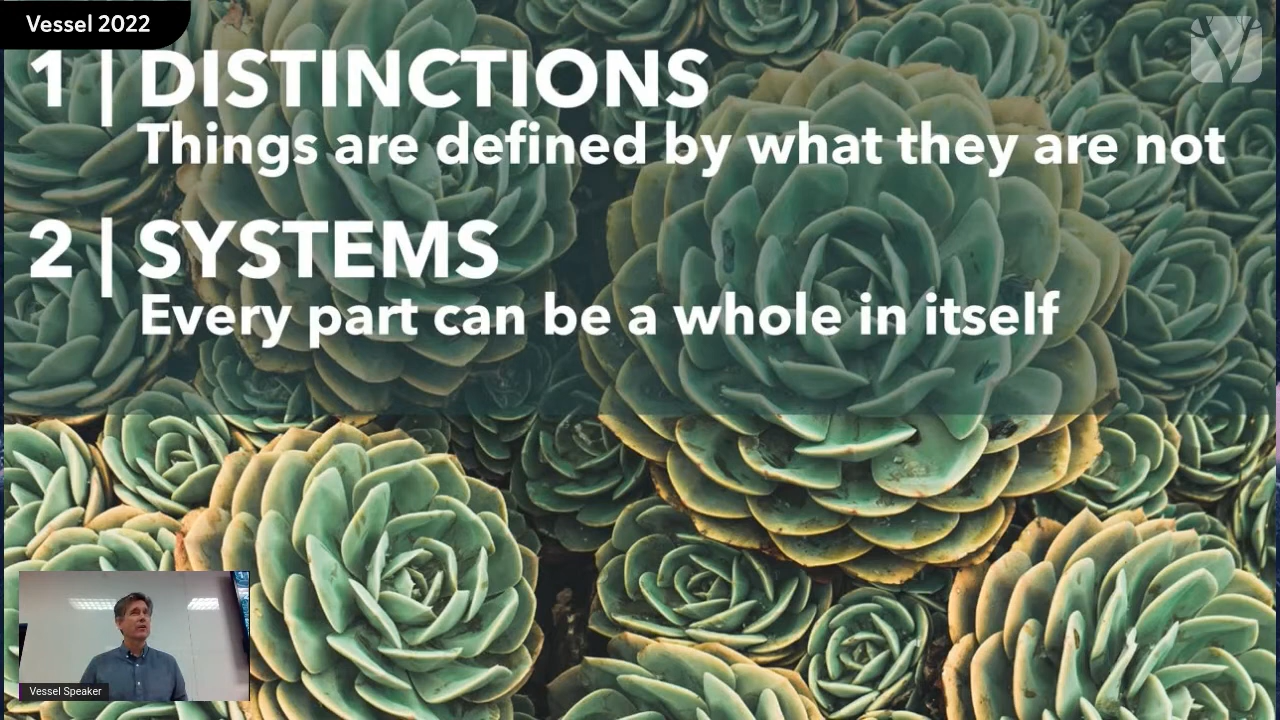 Vessel 2022
1 | DISTINCTIONS
Things are defined by what they are not
2 | SYSTEMS
Every part can be a whole in itself
Vessel Speaker